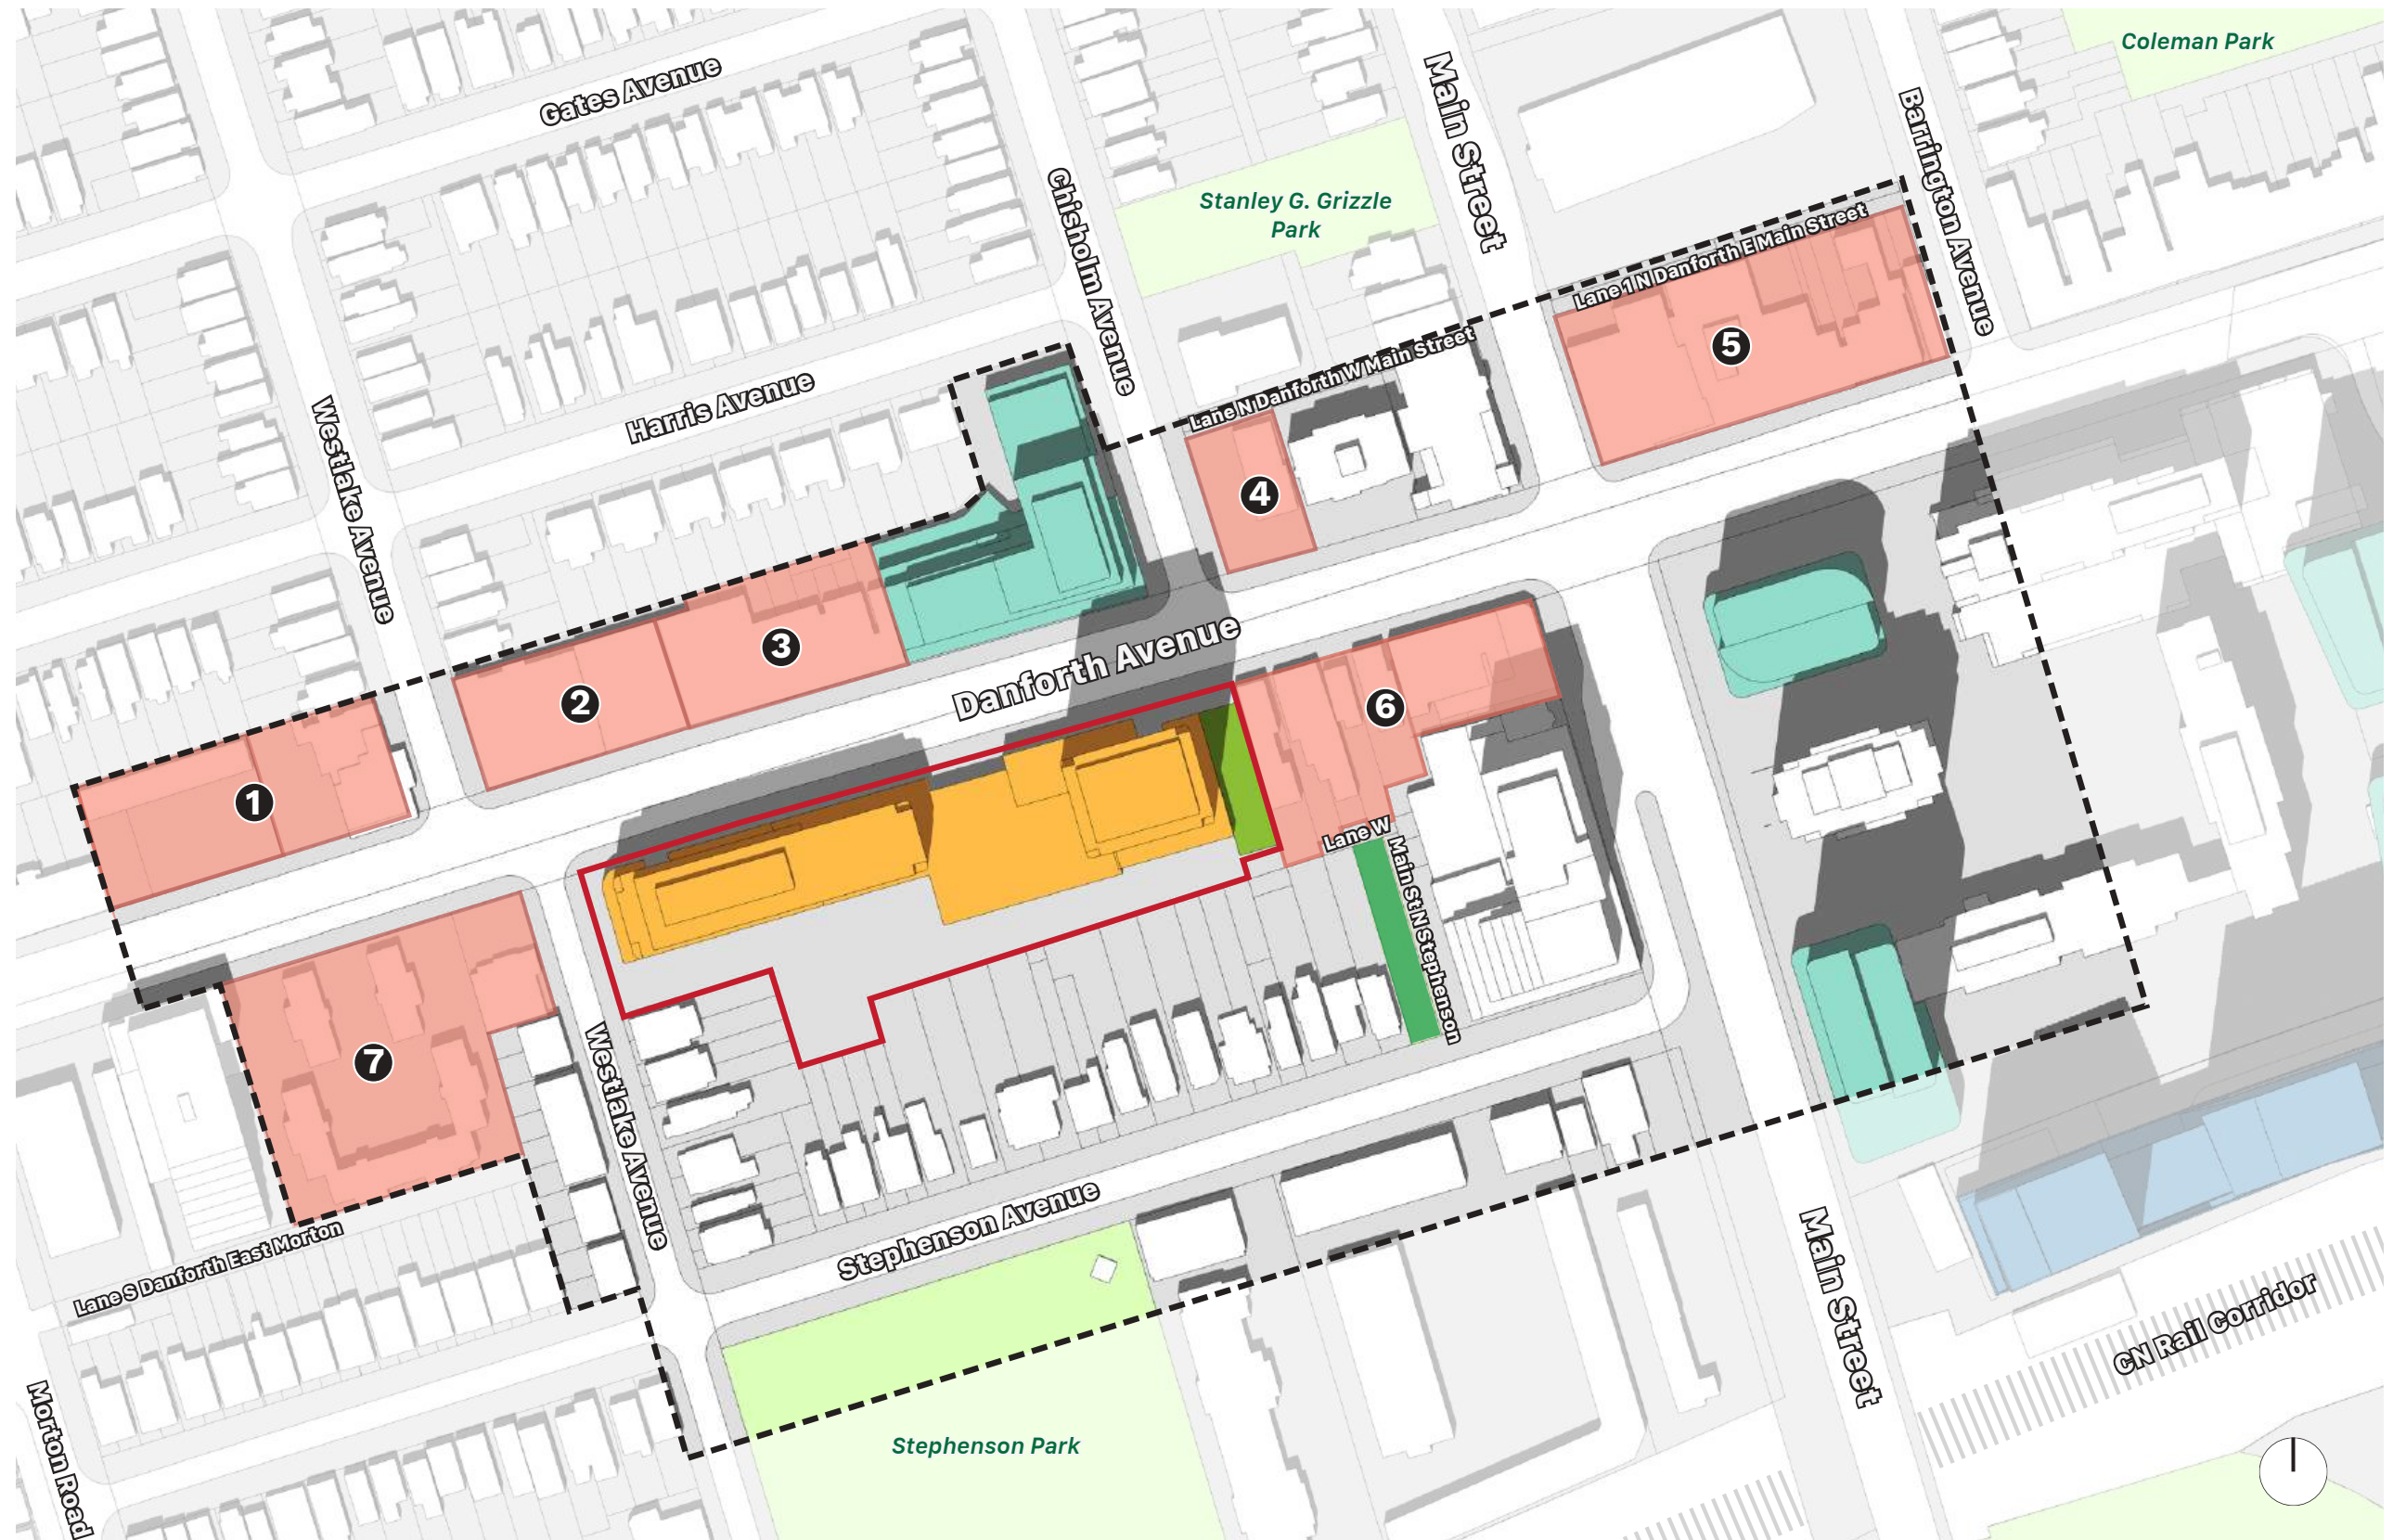 Coleman Park
Gates Avenue
Main Street
Barrington Avenue
Chisholm Avenue
Stanley G. Grizzle
Park
Lane 1 N Danforth E Main Street
5
Lane N Danforth W Main Street
Harris Avenue
Westlake Avenue
4
3
2
Danforth Avenue
6
1
Lane W
Main St N Stephenson
7
Westlake Avenue
Stephenson Avenue
Lane S Danforth East Morton
Main Street
CN Rail Corridor
Morton Road
Stephenson Park